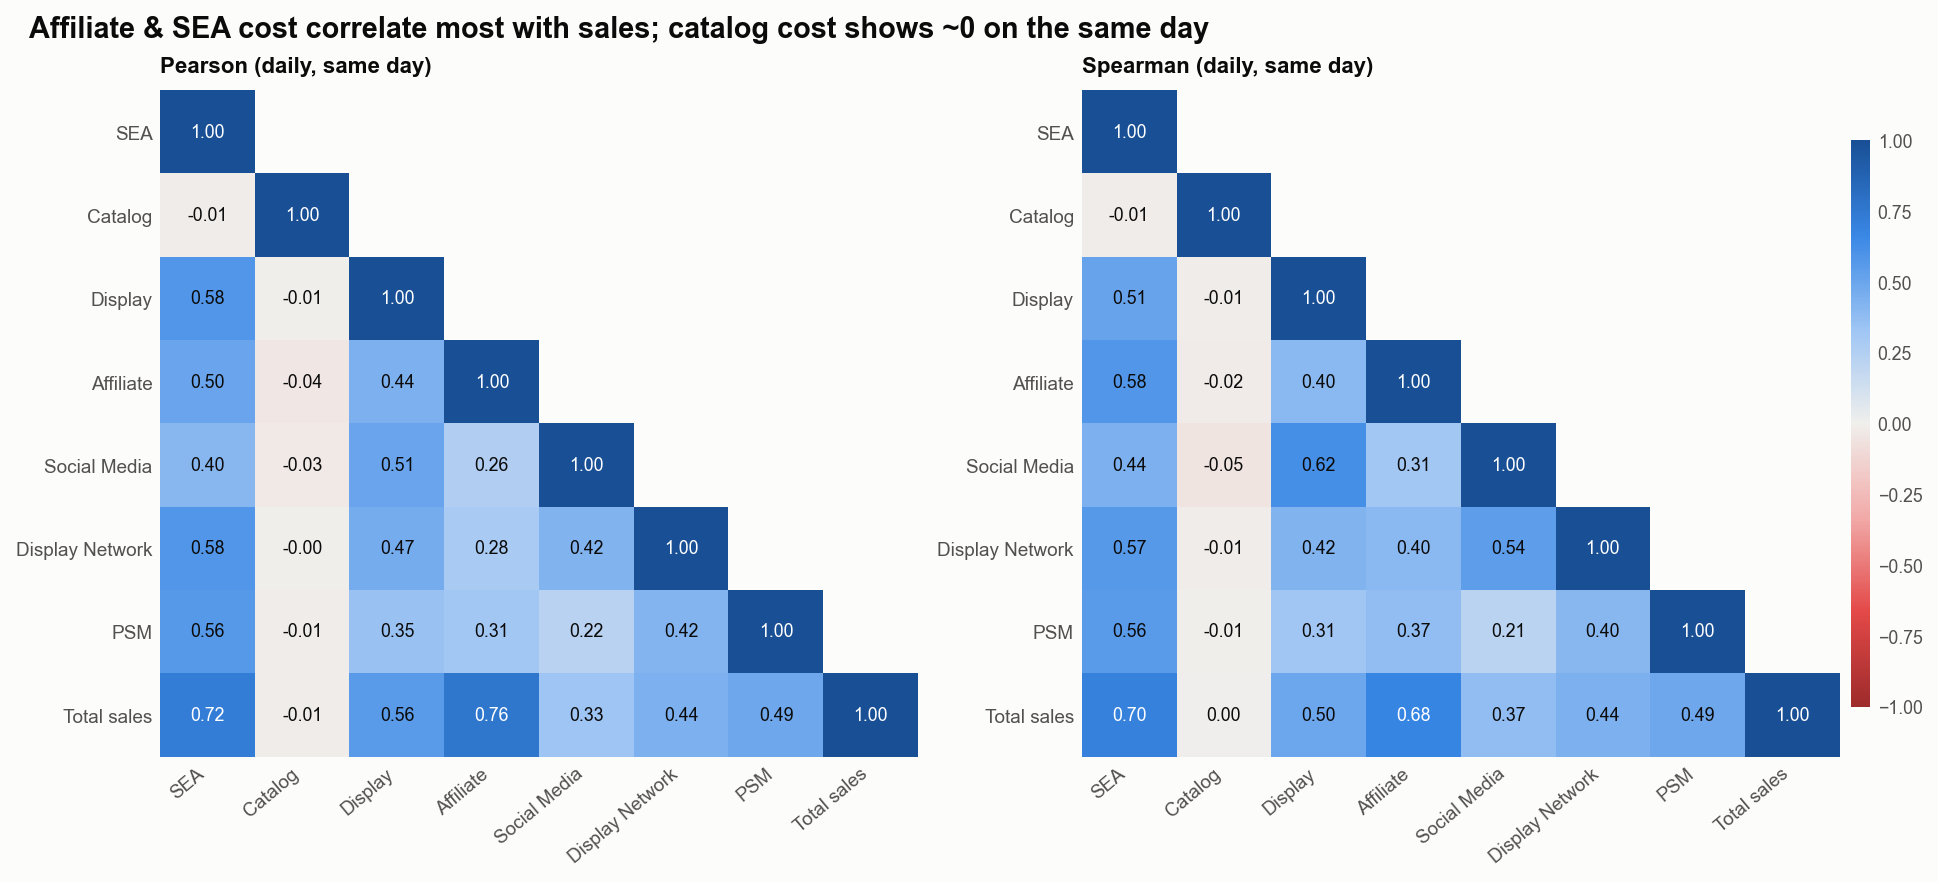 Affiliate & SEA cost correlate most with sales; catalog cost shows ~0 on the same day
Pearson (daily, same day)
SEA 1.00
Catalog -0.01 1.00
Display 0.58 -0.01 1.00
Affiliate 0.50 -0.04 0.44 1.00
Social Media 0.40 -0.03 0.51 0.26 1.00
Display Network 0.58 -0.00 0.47 0.28 0.42 1.00
PSM 0.56 -0.01 0.35 0.31 0.22 0.42 1.00
Total sales 0.72 -0.01 0.56 0.76 0.33 0.44 0.49 1.00
SEA Catalog Display Affiliate Social Media Display Network PSM Total sales
Spearman (daily, same day)
SEA 1.00
Catalog -0.01 1.00
Display 0.51 -0.01 1.00
Affiliate 0.58 -0.02 0.40 1.00
Social Media 0.44 -0.05 0.62 0.31 1.00
Display Network 0.57 -0.01 0.42 0.40 0.54 1.00
PSM 0.56 -0.01 0.31 0.37 0.21 0.40 1.00
Total sales 0.70 0.00 0.50 0.68 0.37 0.44 0.49 1.00
SEA Catalog Display Affiliate Social Media Display Network PSM Total sales
1.00
0.75
0.50
0.25
0.00
−0.25
−0.50
−0.75
−1.00